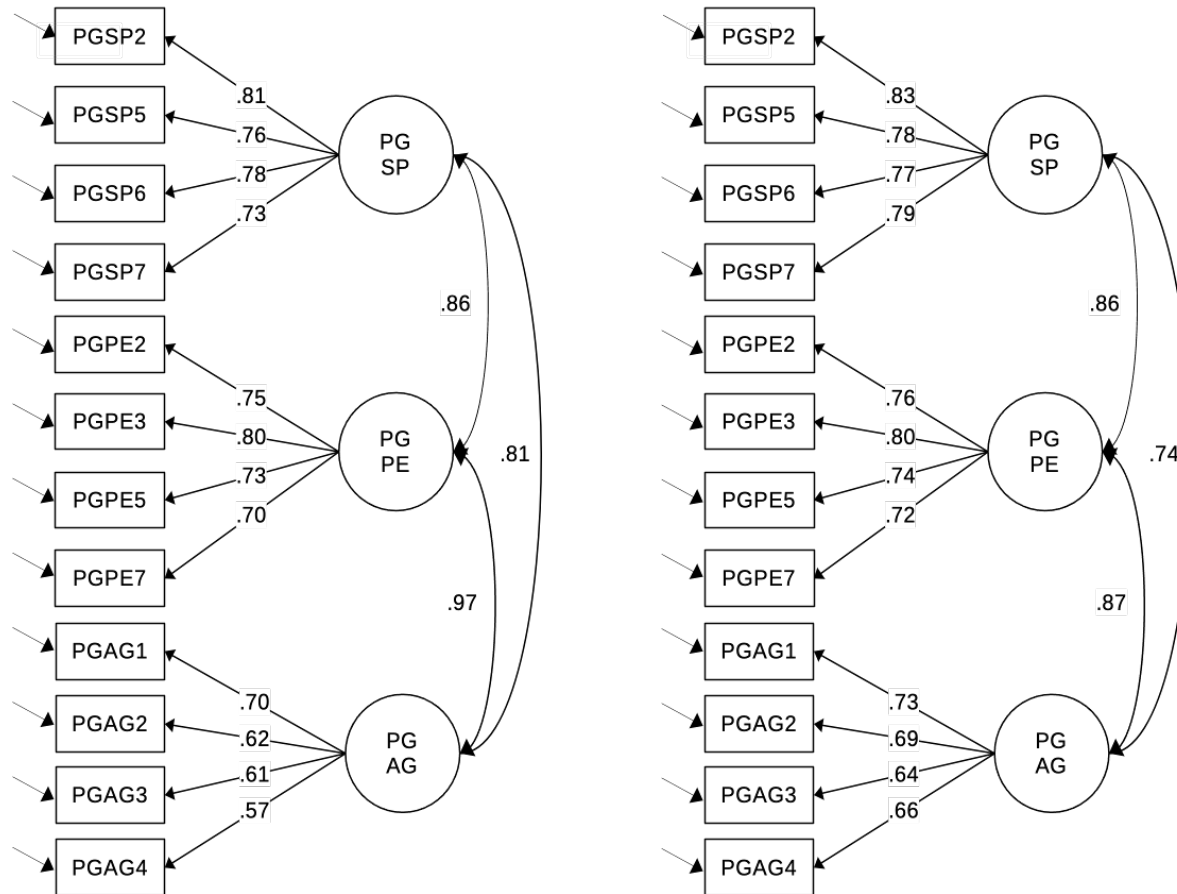 PGSP2
PGSP5
PGSP6
PGSP7
PGPE2
PGPE3
PGPE5
PGPE7
PGAG1
PGAG2
PGAG3
PGAG4
.81
.76
.78
.73
.75
.80
.73
.70
.70
.62
.61
.57
PG
SP
PG
PE
PG
AG
.86
.81
.97
PGSP2
PGSP5
PGSP6
PGSP7
PGPE2
PGPE3
PGPE5
PGPE7
PGAG1
PGAG2
PGAG3
PGAG4
.83
.78
.77
.79
.76
.80
.74
.72
.73
.69
.64
.66
PG
SP
PG
PE
PG
AG
.86
.74
.87